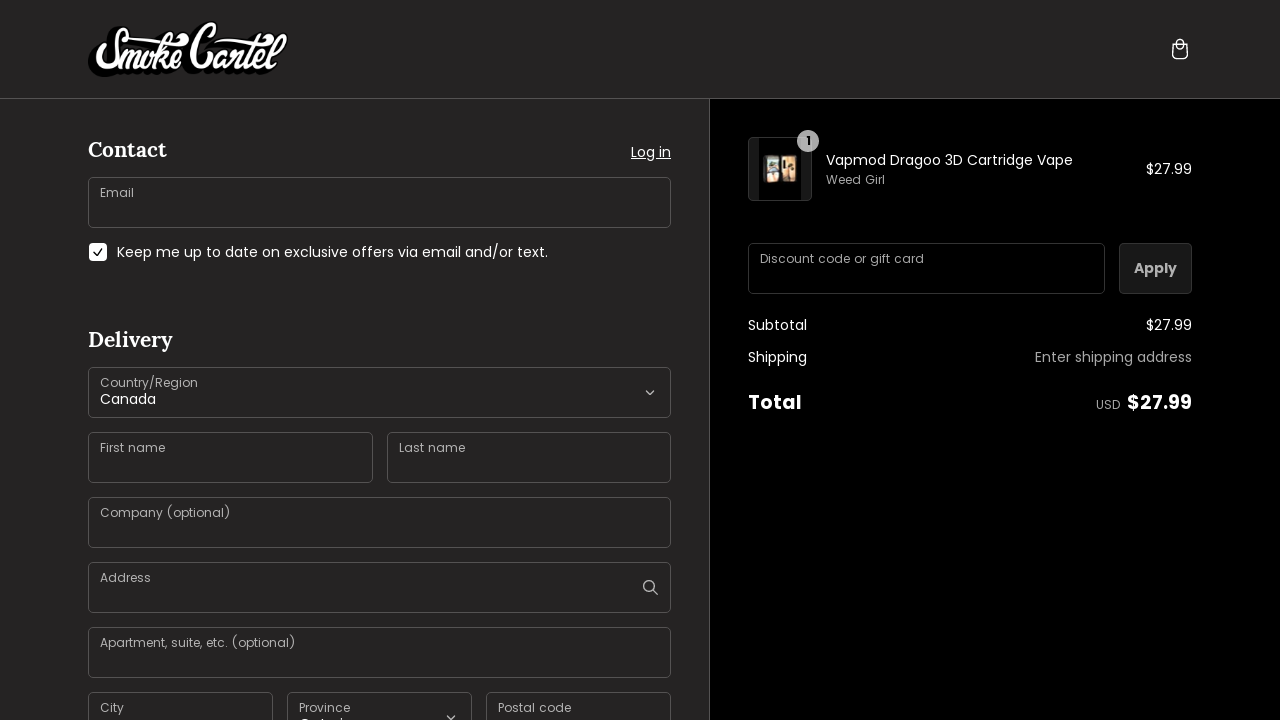 Smoke Cartel
Contact
Log in
Email
Keep me up to date on exclusive offers via email and/or text.
Delivery
Country/Region
Canada
First name
Last name
Company (optional)
Address
Apartment, suite, etc. (optional)
City
Province
Postal code
1
Vapmod Dragoo 3D Cartridge Vape
Weed Girl
$27.99
Discount code or gift card
Apply
Subtotal
$27.99
Shipping
Enter shipping address
Total
USD $27.99